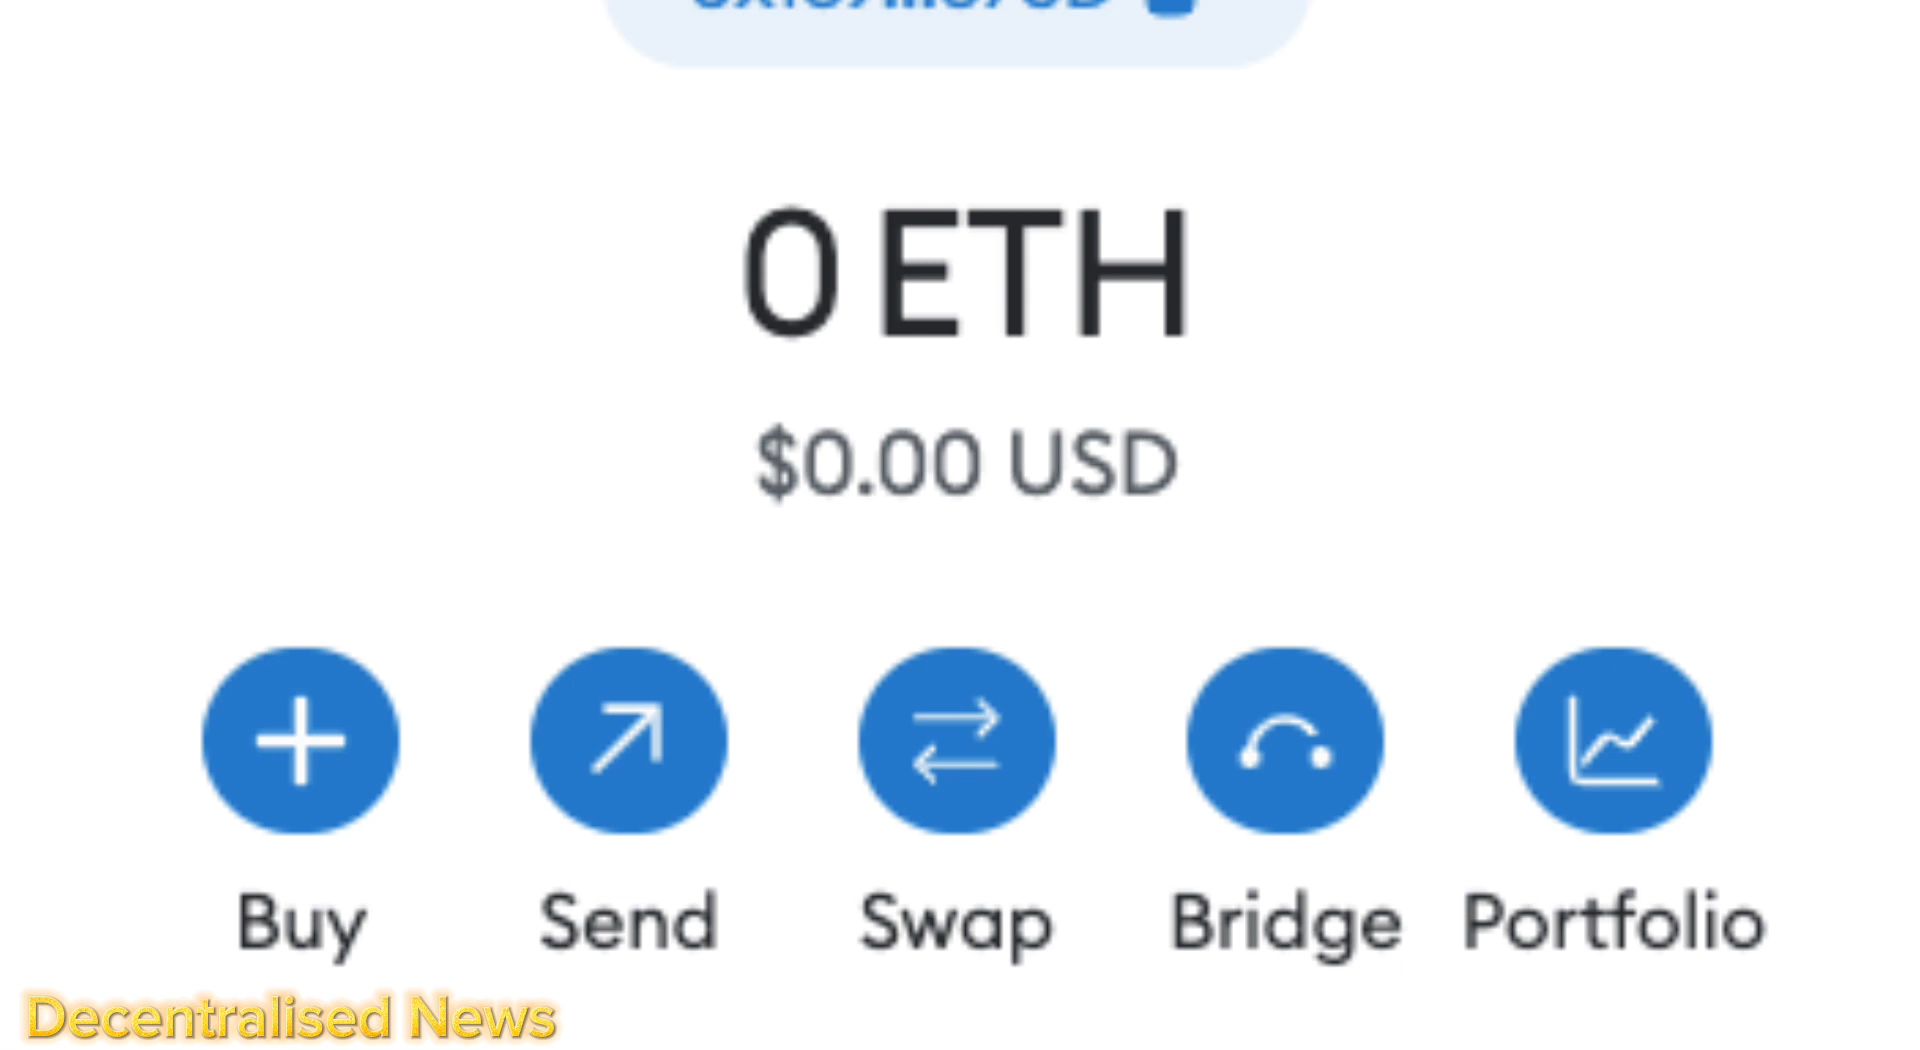 0 ETH
$0.00 USD
Buy Send Swap Bridge Portfolio
Decentralised News